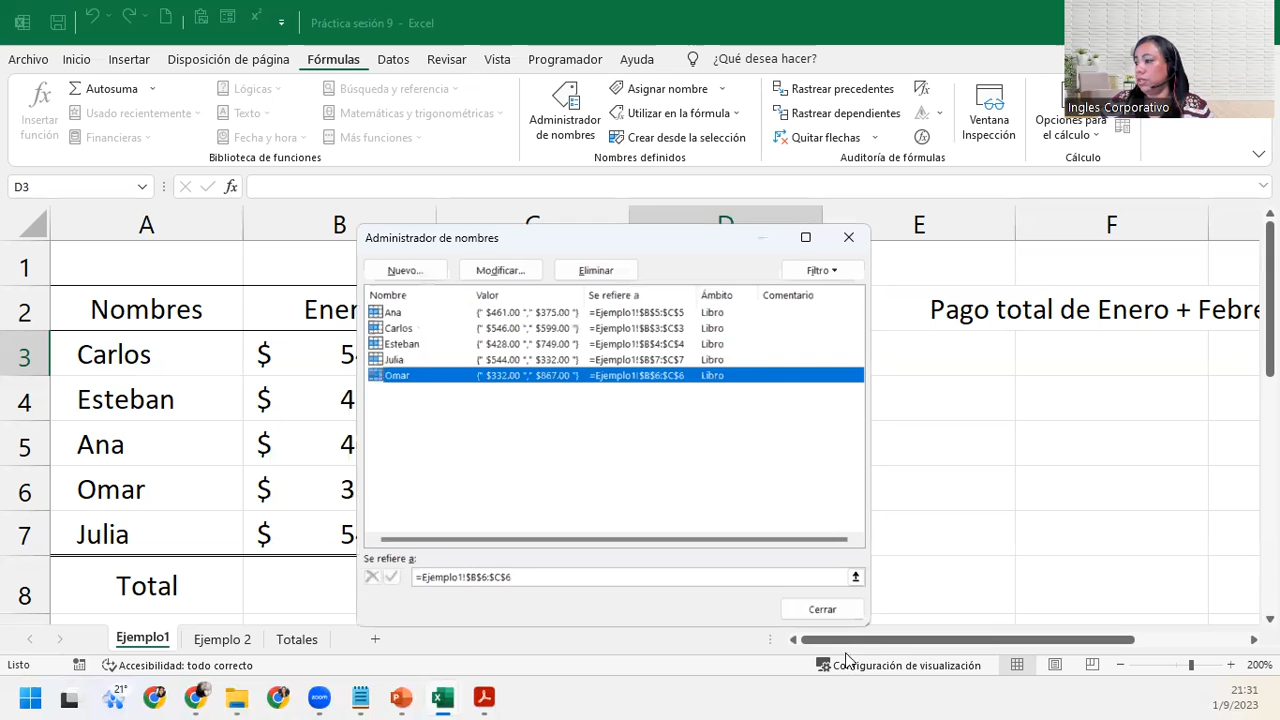 Práctica sesión 9 - Excel
Archivo Inicio Insertar Disposición de página Fórmulas Datos Revisar Vista Programador Ayuda ¿Qué desea hacer?
Ingles Corporativo
Insertar función
Autosuma
Usado recientemente
Financieras
Lógicas
Texto
Fecha y hora
Búsqueda y referencia
Matemáticas y trigonométricas
Más funciones
Biblioteca de funciones
Administrador de nombres
Asignar nombre
Utilizar en la fórmula
Crear desde la selección
Nombres definidos
Rastrear precedentes
Rastrear dependientes
Quitar flechas
Auditoría de fórmulas
Ventana Inspección
Opciones para el cálculo
Cálculo
D3
fx
A B C D E F
1
2 Nombres Ener Pago total de Enero + Febre
3 Carlos $ 54
4 Esteban $ 4
5 Ana $ 4
6 Omar $ 3
7 Julia $ 54
8 Total
Administrador de nombres
Nuevo... Modificar... Eliminar Filtro
Nombre Valor Se refiere a Ámbito Comentario
Ana {" $461.00 "," $375.00 "} =Ejemplo1!$B$5:$C$5 Libro
Carlos {" $546.00 "," $599.00 "} =Ejemplo1!$B$3:$C$3 Libro
Esteban {" $428.00 "," $749.00 "} =Ejemplo1!$B$4:$C$4 Libro
Julia {" $544.00 "," $332.00 "} =Ejemplo1!$B$7:$C$7 Libro
Omar {" $332.00 "," $867.00 "} =Ejemplo1!$B$6:$C$6 Libro
Se refiere a:
=Ejemplo1!$B$6:$C$6
Cerrar
Ejemplo1 Ejemplo 2 Totales
Listo Accesibilidad: todo correcto Configuración de visualización 200%
21°
zoom
21:31
1/9/2023